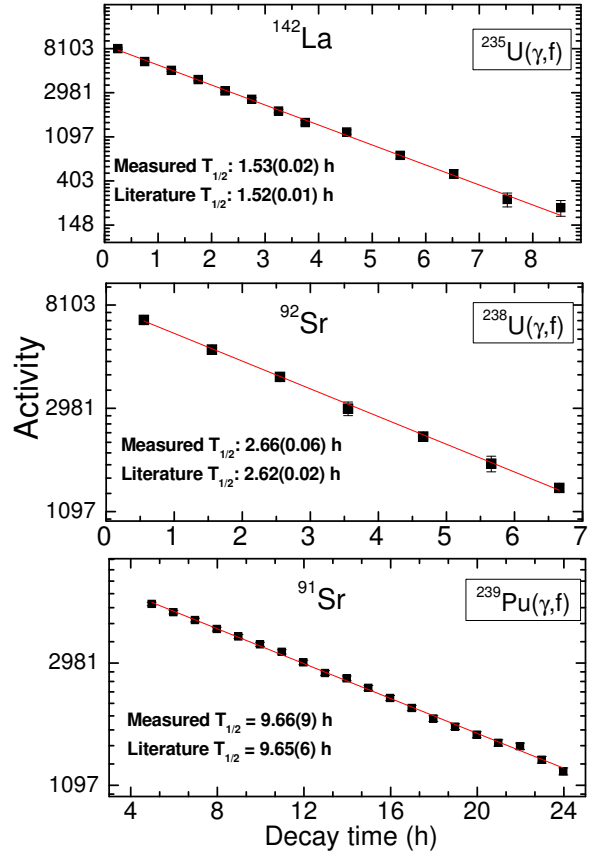 ¹⁴²La
²³⁵U(γ,f)
8103
2981
1097
403
148
Measured T₁/₂: 1.53(0.02) h
Literature T₁/₂: 1.52(0.01) h
0 1 2 3 4 5 6 7 8
Activity
⁹²Sr
²³⁸U(γ,f)
8103
2981
1097
Measured T₁/₂: 2.66(0.06) h
Literature T₁/₂: 2.62(0.02) h
0 1 2 3 4 5 6 7
⁹¹Sr
²³⁹Pu(γ,f)
2981
1097
Measured T₁/₂ = 9.66(9) h
Literature T₁/₂ = 9.65(6) h
4 8 12 16 20 24
Decay time (h)